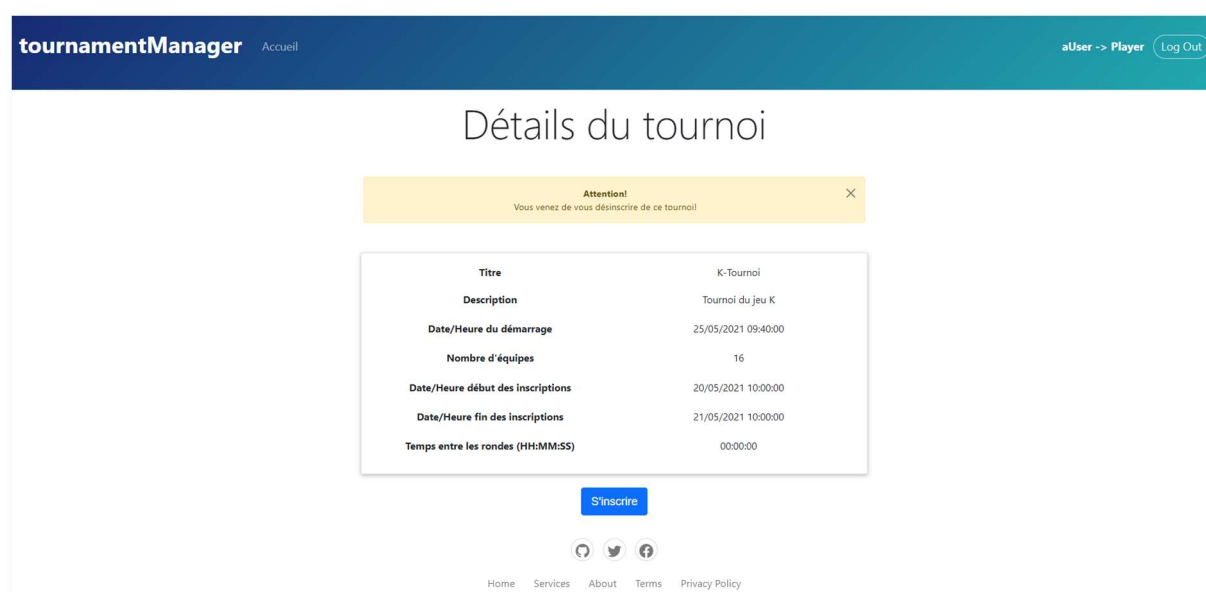 tournamentManager Accueil aUser -> Player Log Out
Détails du tournoi
Attention!
Vous venez de vous désinscrire de ce tournoi!
Titre K-Tournoi
Description Tournoi du jeu K
Date/Heure du démarrage 25/05/2021 09:40:00
Nombre d'équipes 16
Date/Heure début des inscriptions 20/05/2021 10:00:00
Date/Heure fin des inscriptions 21/05/2021 10:00:00
Temps entre les rondes (HH:MM:SS) 00:00:00
S'inscrire
Home Services About Terms Privacy Policy